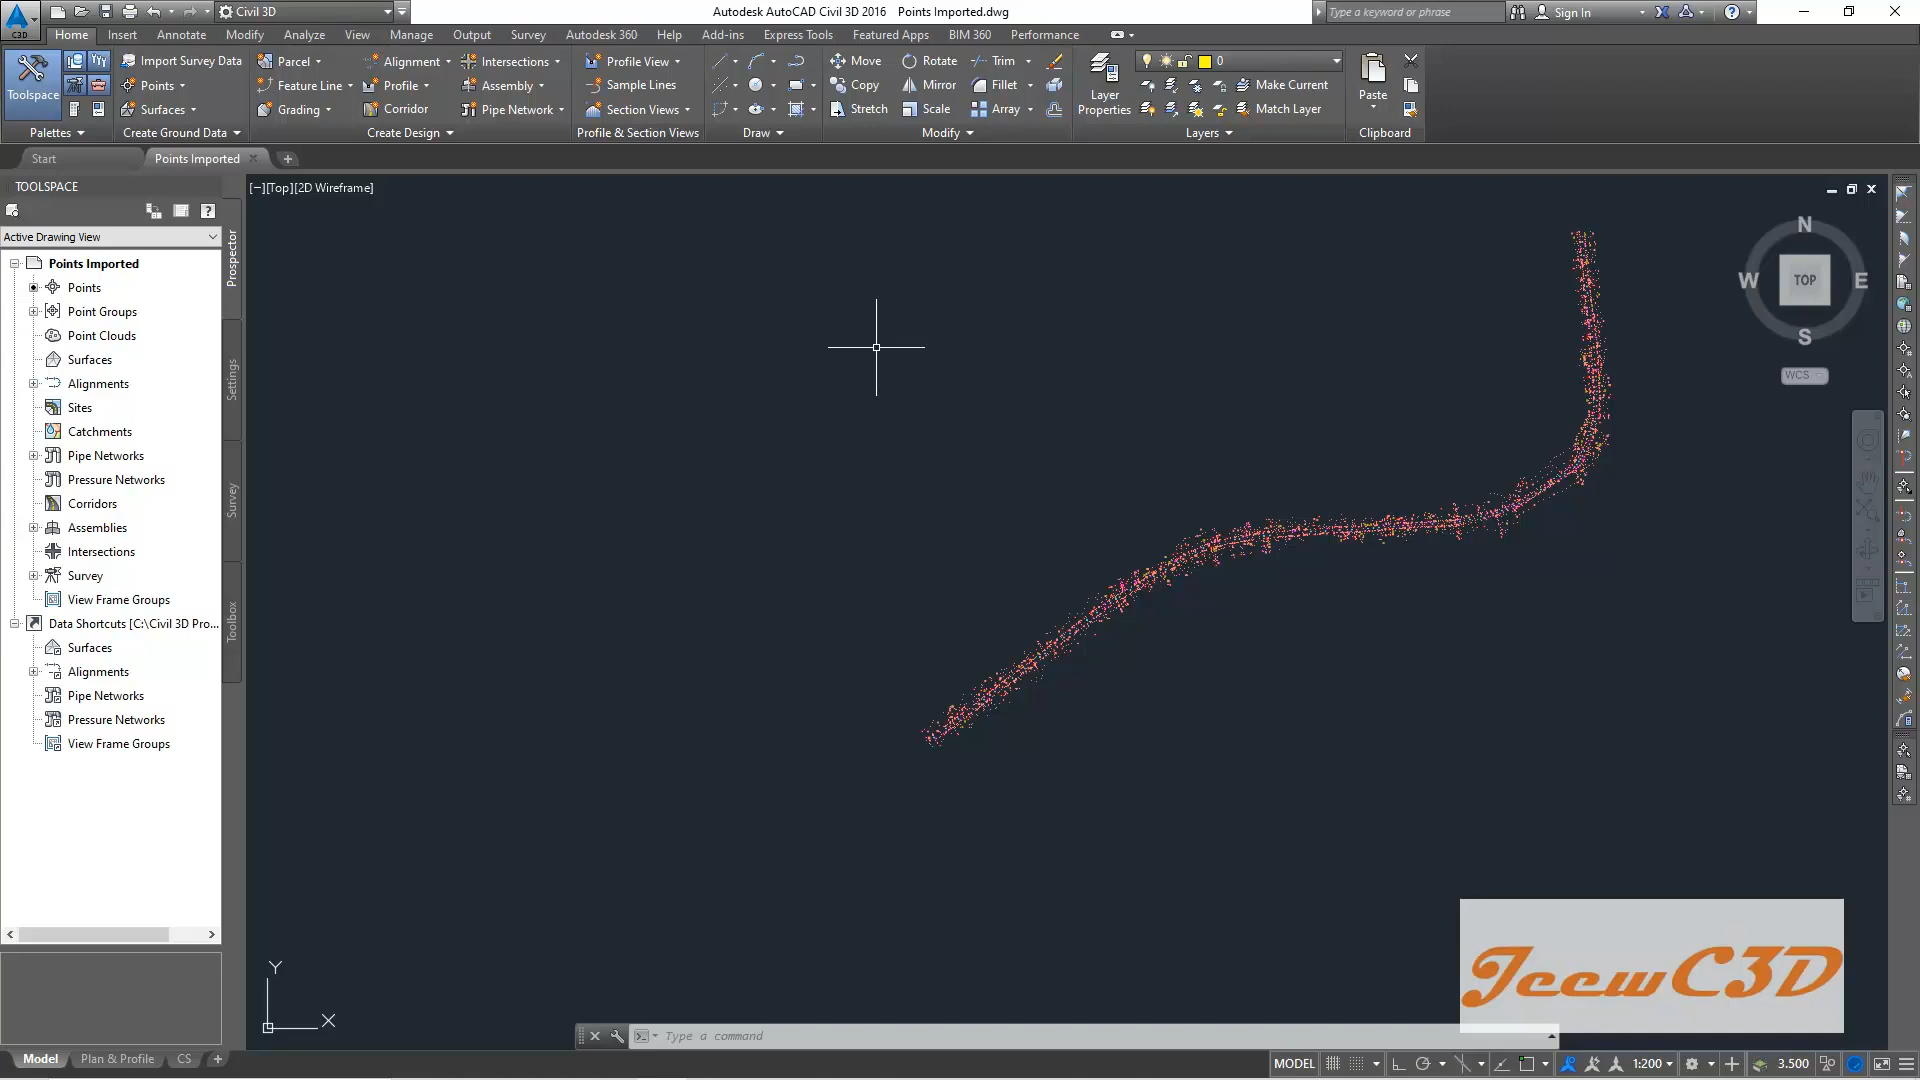 Civil 3D
Autodesk AutoCAD Civil 3D 2016 Points Imported.dwg
Type a keyword or phrase
Sign In
C3D
Home Insert Annotate Modify Analyze View Manage Output Survey Autodesk 360 Help Add-ins Express Tools Featured Apps BIM 360 Performance
Import Survey Data Parcel Alignment Intersections Profile View Move Rotate Trim 0
Toolspace Points Feature Line Profile Assembly Sample Lines Copy Mirror Fillet Layer Properties Make Current Paste
Surfaces Grading Corridor Pipe Network Section Views Stretch Scale Array Match Layer
Palettes Create Ground Data Create Design Profile & Section Views Draw Modify Layers Clipboard
Start Points Imported
TOOLSPACE
[−][Top][2D Wireframe]
Active Drawing View
Points Imported
Points
Point Groups
Point Clouds
Surfaces
Alignments
Sites
Catchments
Pipe Networks
Pressure Networks
Corridors
Assemblies
Intersections
Survey
View Frame Groups
Data Shortcuts [C:\Civil 3D Pro...
Surfaces
Alignments
Pipe Networks
Pressure Networks
View Frame Groups
Prospector
Settings
Survey
Toolbox
N
W TOP E
S
WCS
JeewC3D
Y
X
Type a command
Model Plan & Profile CS
MODEL 1:200 3.500